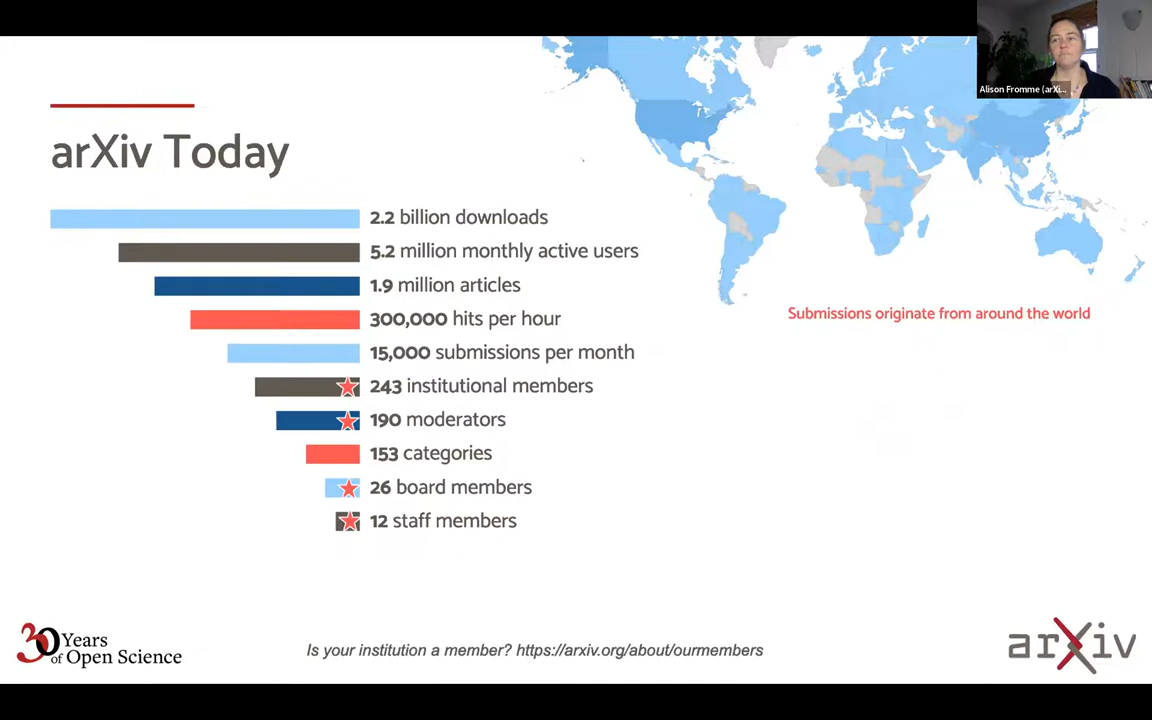 Alison Fromme (arXi...
arXiv Today
2.2 billion downloads
5.2 million monthly active users
1.9 million articles
300,000 hits per hour
15,000 submissions per month
243 institutional members
190 moderators
153 categories
26 board members
12 staff members
Submissions originate from around the world
30 Years
of Open Science
Is your institution a member? https://arxiv.org/about/ourmembers
arXiv